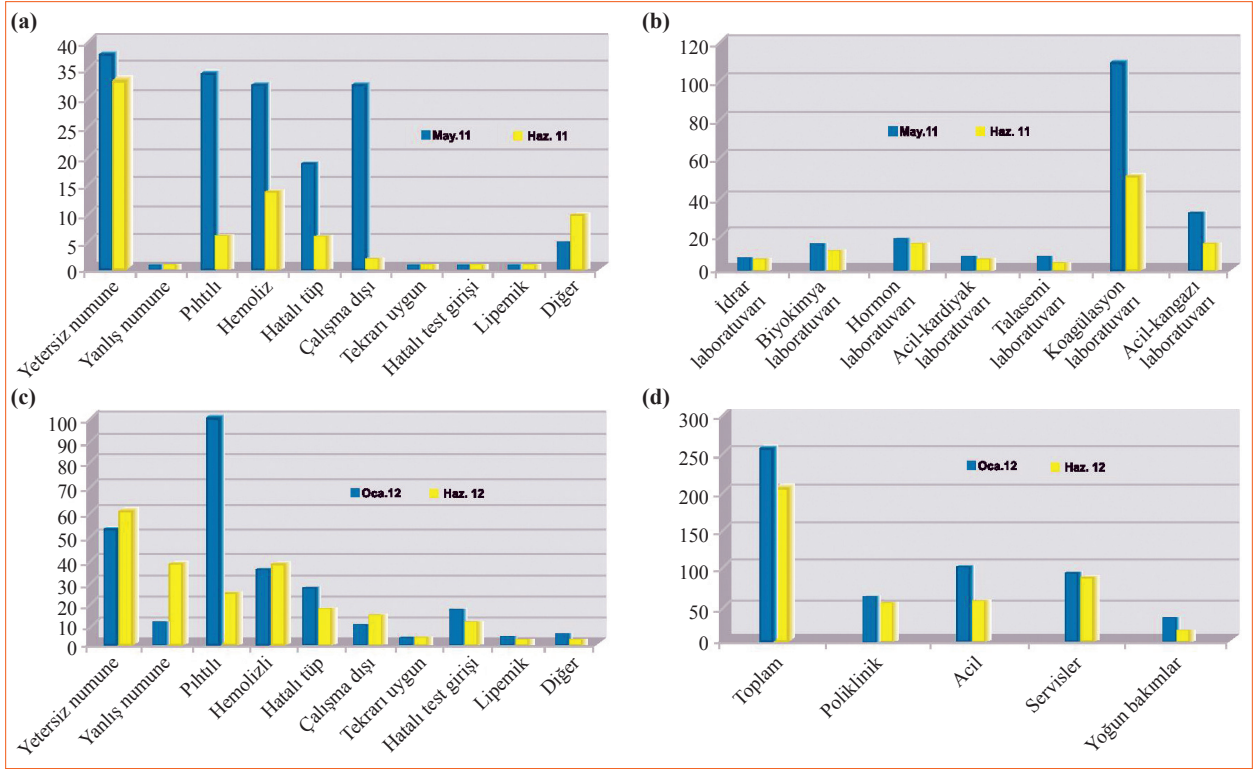 (a)
40
35
30
25
20
15
10
5
0
May.11
Haz. 11
Yetersiz numune
Yanlış numune
Pıhtılı
Hemoliz
Hatalı tüp
Çalışma dışı
Tekrarı uygun
Hatalı test girişi
Lipemik
Diğer
(b)
120
100
80
60
40
20
0
May.11
Haz. 11
İdrar
laboratuvarı
Biyokimya
laboratuvarı
Hormon
laboratuvarı
Acil-kardiyak
laboratuvarı
Talasemi
laboratuvarı
Koagülasyon
laboratuvarı
Acil-kangazı
laboratuvarı
(c)
100
90
80
70
60
50
40
30
20
10
0
Oca.12
Haz. 12
Yetersiz numune
Yanlış numune
Pıhtılı
Hemolizli
Hatalı tüp
Çalışma dışı
Tekrarı uygun
Hatalı test girişi
Lipemik
Diğer
(d)
300
250
200
150
100
50
0
Oca.12
Haz. 12
Toplam
Poliklinik
Acil
Servisler
Yoğun bakımlar